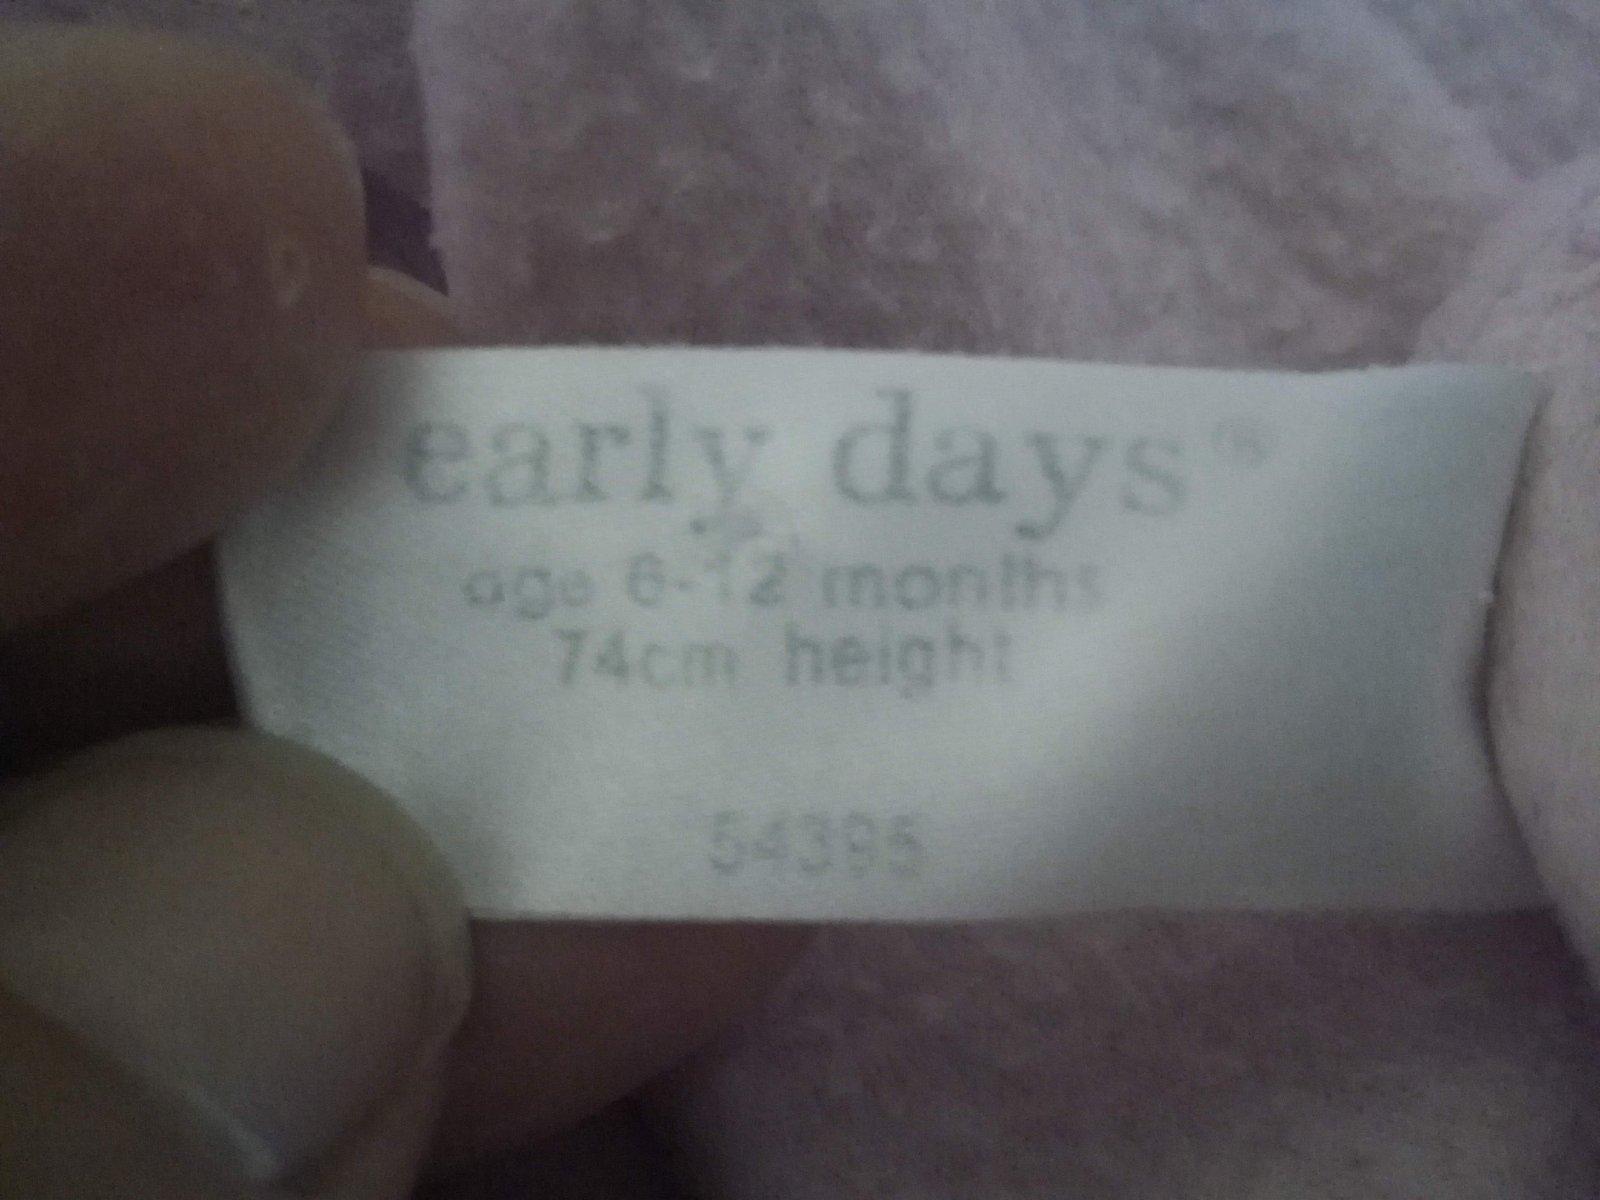 early days®
age 6-12 months
74cm height
54395